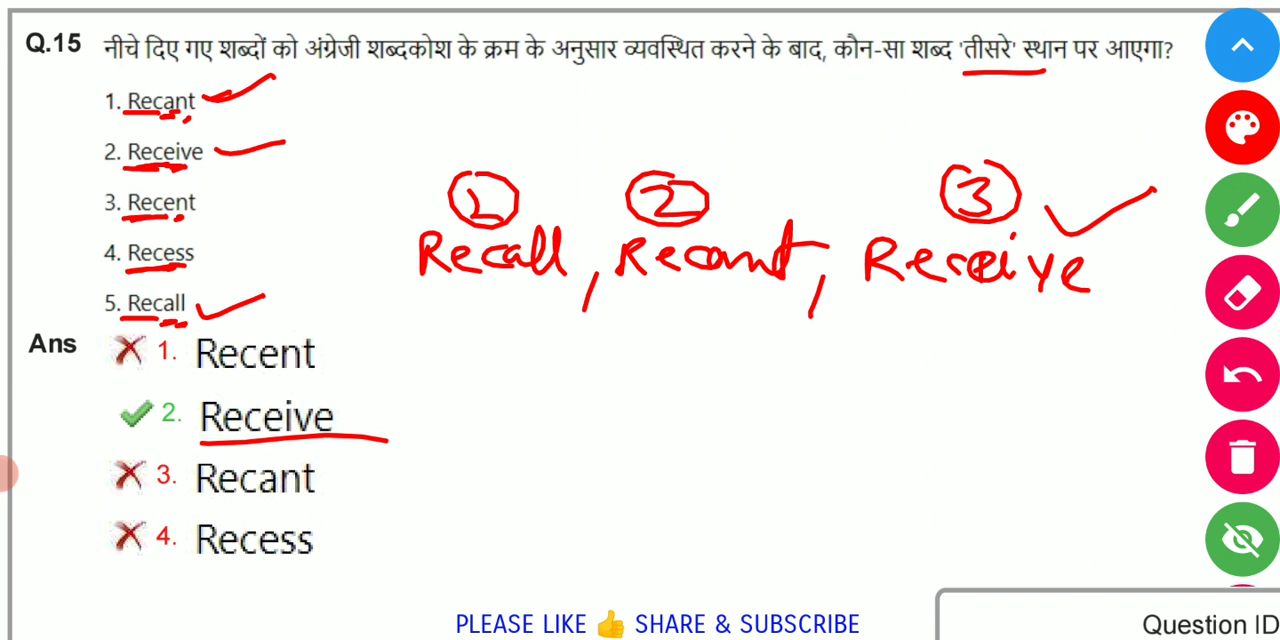 Q.15 नीचे दिए गए शब्दों को अंग्रेजी शब्दकोश के क्रम के अनुसार व्यवस्थित करने के बाद, कौन-सा शब्द 'तीसरे' स्थान पर आएगा?
1. Recant
2. Receive
3. Recent
4. Recess
5. Recall
1 2 3
Recall, Recant, Receive
Ans
1. Recent
2. Receive
3. Recant
4. Recess
PLEASE LIKE 👍 SHARE & SUBSCRIBE
Question ID